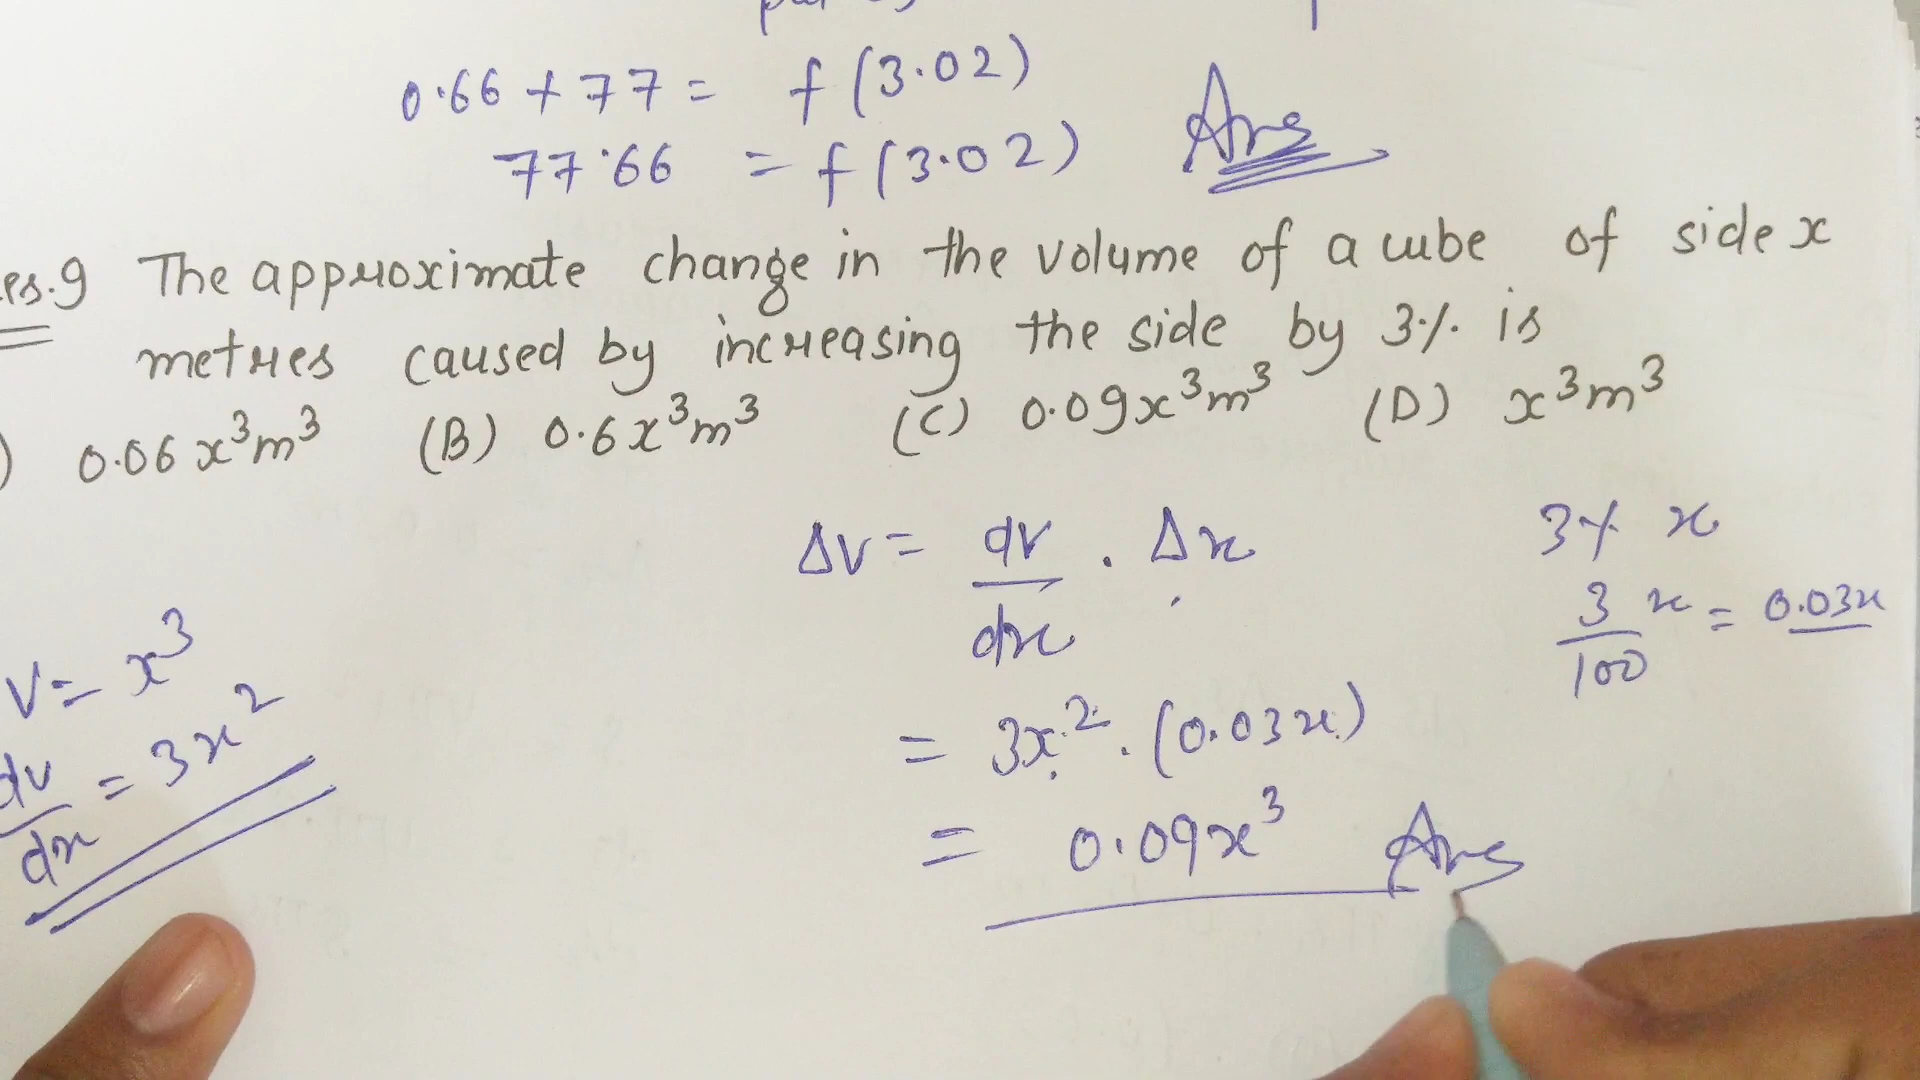 0.66 + 77 = f(3.02)
77.66 = f(3.02) Ans
es.9 The approximate change in the volume of a cube of side x
metres caused by increasing the side by 3% is
) 0.06x³m³ (B) 0.6x³m³ (C) 0.09x³m³ (D) x³m³
ΔV = dv/dx . Δx
3% x
3/100 x = 0.03x
V = x³
dv/dx = 3x²
= 3x² . (0.03x)
= 0.09x³ Ans